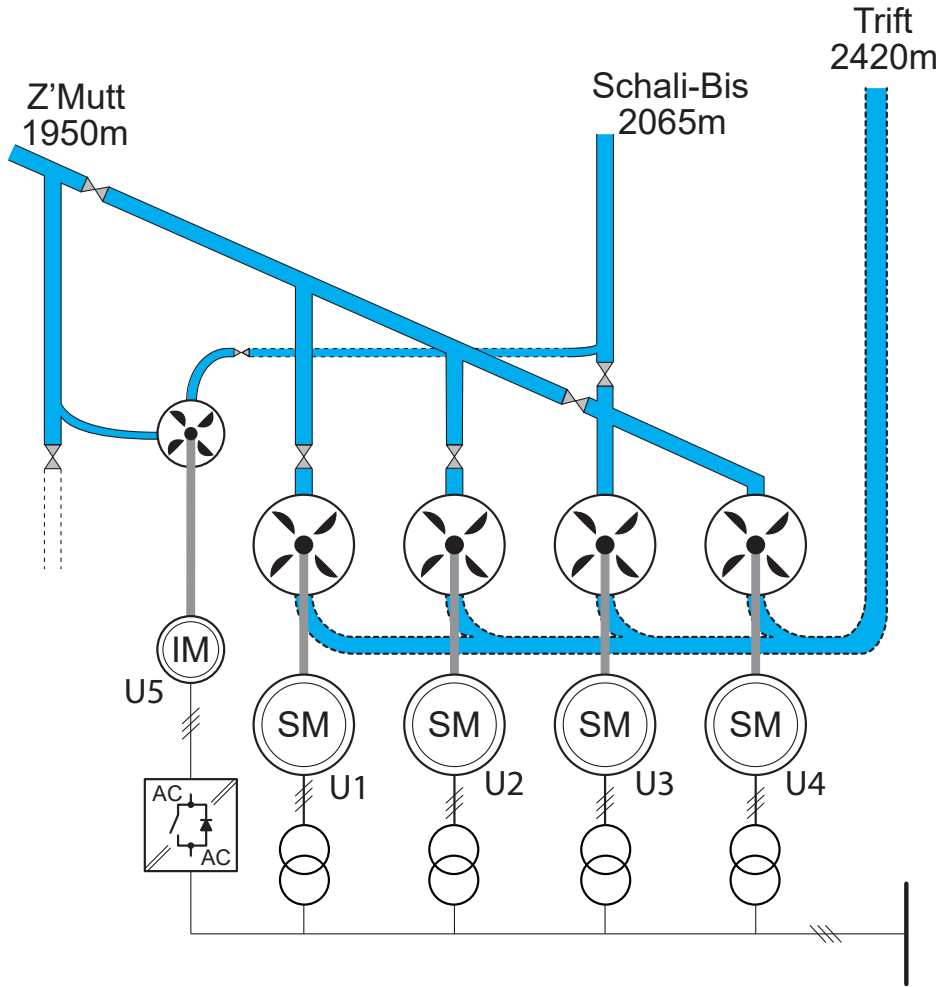 Trift
2420m
Z'Mutt
1950m
Schali-Bis
2065m
IM
U5
SM
SM
SM
SM
U1
U2
U3
U4
AC
AC